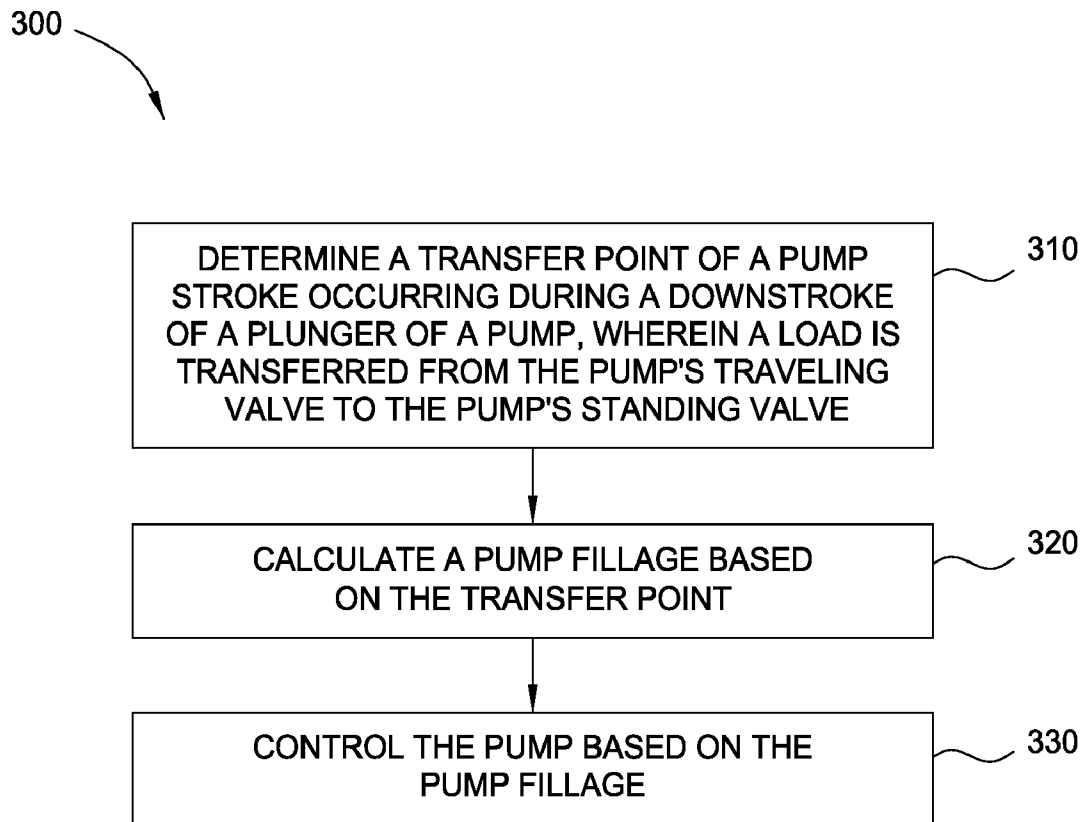 300
DETERMINE A TRANSFER POINT OF A PUMP
STROKE OCCURRING DURING A DOWNSTROKE
OF A PLUNGER OF A PUMP, WHEREIN A LOAD IS
TRANSFERRED FROM THE PUMP'S TRAVELING
VALVE TO THE PUMP'S STANDING VALVE
310
CALCULATE A PUMP FILLAGE BASED
ON THE TRANSFER POINT
320
CONTROL THE PUMP BASED ON THE
PUMP FILLAGE
330